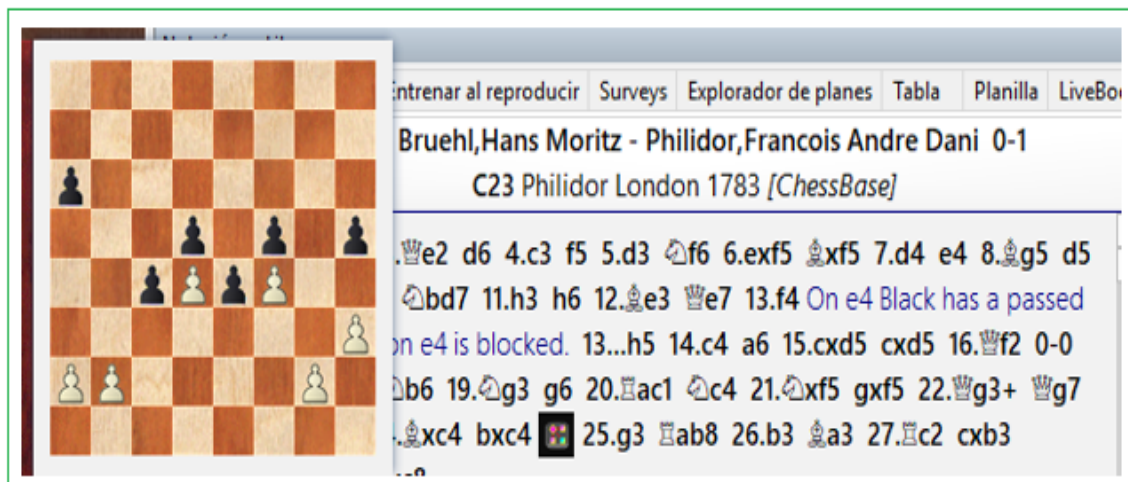 Entrenar al reproducir Surveys Explorador de planes Tabla Planilla LiveBoo
Bruehl,Hans Moritz - Philidor,Francois Andre Dani 0-1
C23 Philidor London 1783 [ChessBase]
.♕e2 d6 4.c3 f5 5.d3 ♘f6 6.exf5 ♗xf5 7.d4 e4 8.♗g5 d5
♘bd7 11.h3 h6 12.♗e3 ♕e7 13.f4 On e4 Black has a passed
on e4 is blocked. 13...h5 14.c4 a6 15.cxd5 cxd5 16.♕f2 0-0
♘b6 19.♘g3 g6 20.♖ac1 ♘c4 21.♘xf5 gxf5 22.♕g3+ ♕g7
.♗xc4 bxc4 25.g3 ♖ab8 26.b3 ♗a3 27.♖c2 cxb3